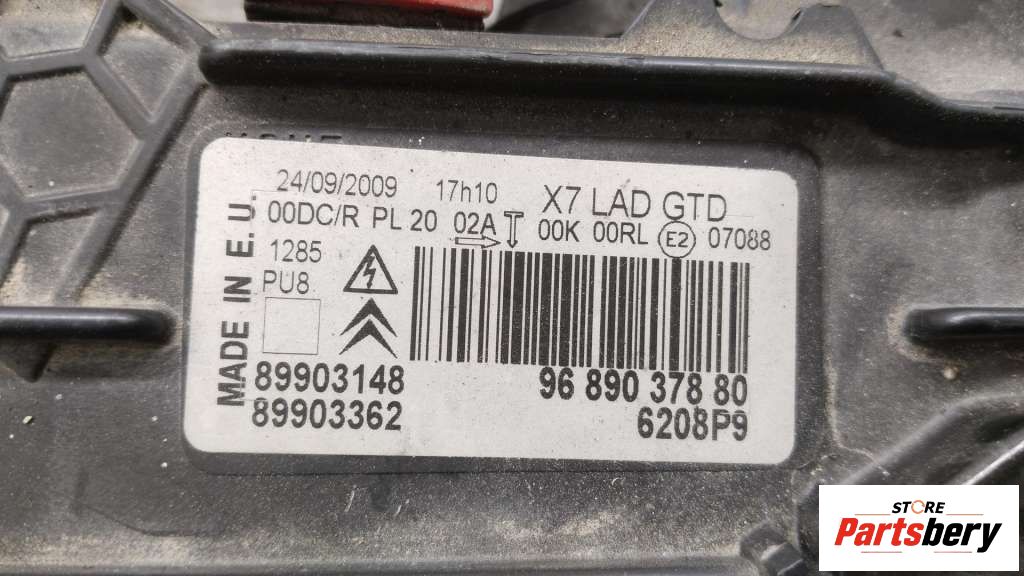 24/09/2009 17h10 X7 LAD GTD
00DC/R PL 20 02A 00K 00RL E2 07088
1285
PU8
MADE IN E.U.
89903148 96 890 378 80
89903362 6208P9
STORE
Partsbery